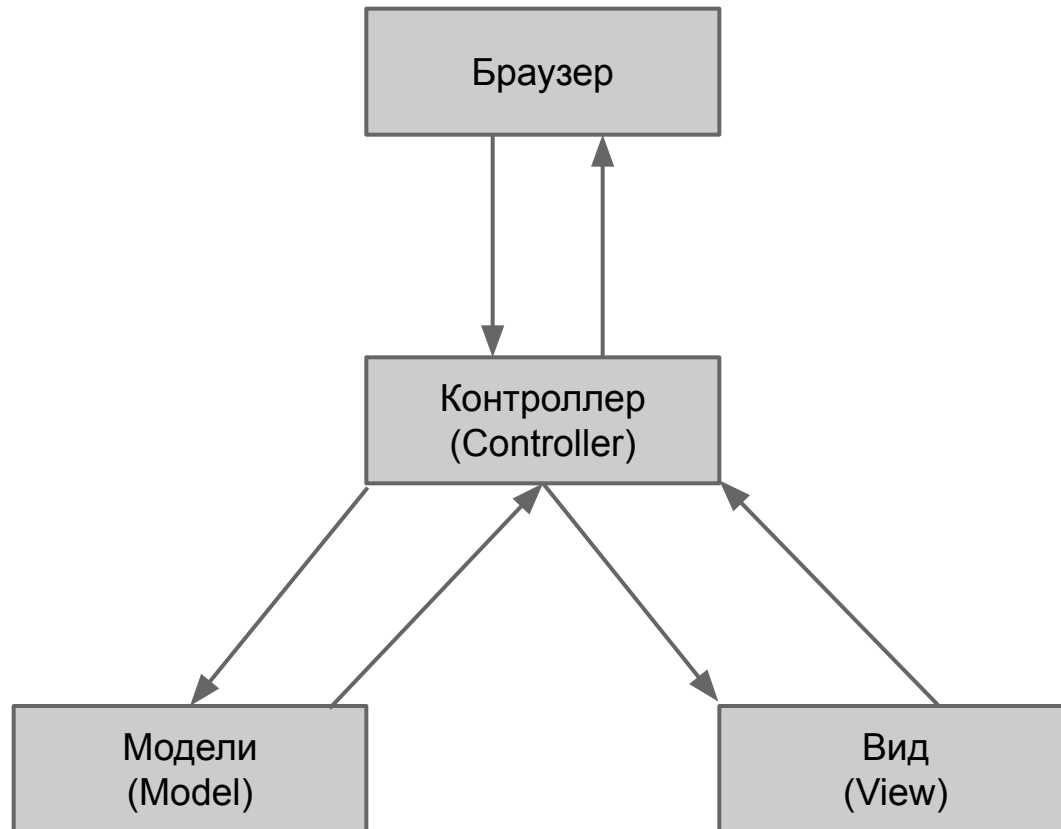 Браузер
Контроллер
(Controller)
Модели
(Model)
Вид
(View)